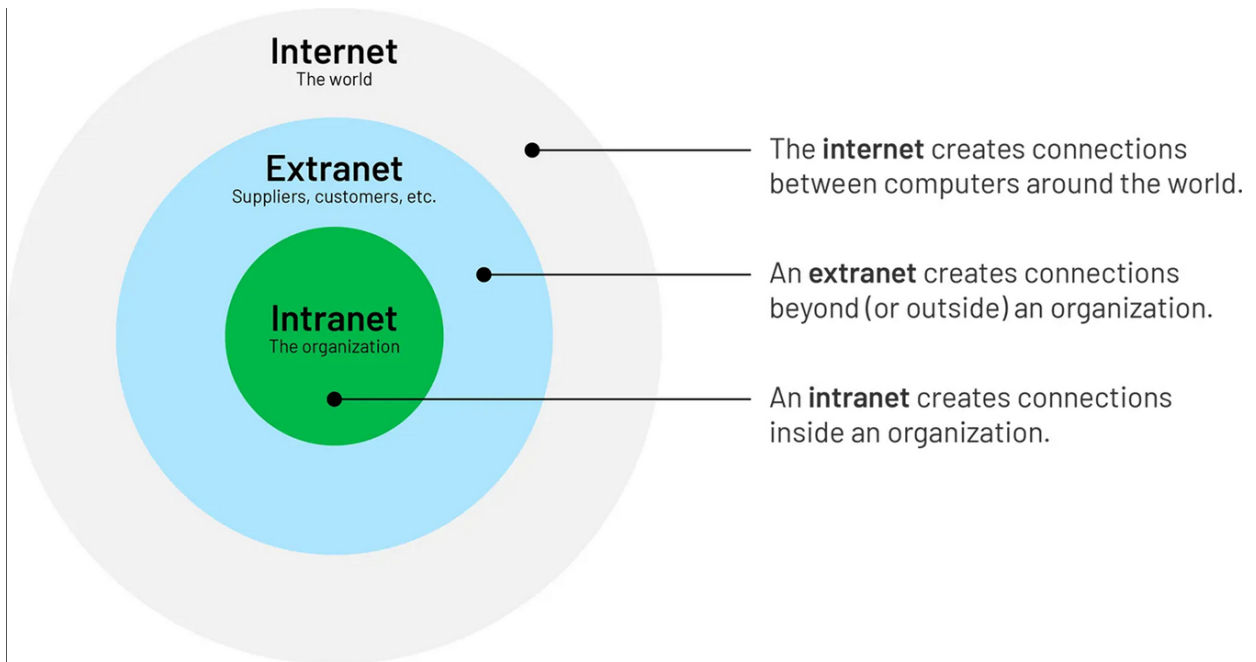 Internet
The world
Extranet
Suppliers, customers, etc.
Intranet
The organization
The internet creates connections
between computers around the world.
An extranet creates connections
beyond (or outside) an organization.
An intranet creates connections
inside an organization.